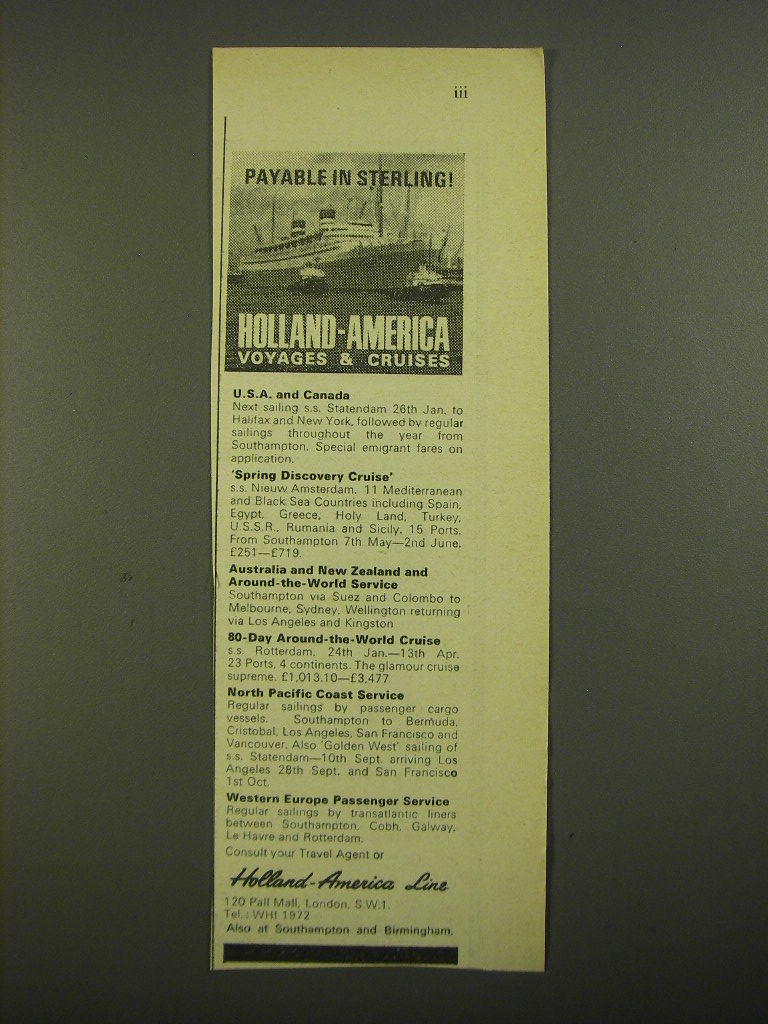 iii
PAYABLE IN STERLING!
HOLLAND-AMERICA
VOYAGES & CRUISES
U.S.A. and Canada
Next sailing s.s. Statendam 26th Jan. to
Halifax and New York, followed by regular
sailings throughout the year from
Southampton. Special emigrant fares on
application.
'Spring Discovery Cruise'
s.s. Nieuw Amsterdam. 11 Mediterranean
and Black Sea Countries including Spain,
Egypt, Greece, Holy Land, Turkey,
U.S.S.R., Rumania and Sicily. 15 Ports.
From Southampton 7th May—2nd June.
£251—£719.
Australia and New Zealand and
Around-the-World Service
Southampton via Suez and Colombo to
Melbourne, Sydney, Wellington returning
via Los Angeles and Kingston
80-Day Around-the-World Cruise
s.s. Rotterdam. 24th Jan.—13th Apr.
23 Ports, 4 continents. The glamour cruise
supreme. £1,013.10—£3,477.
North Pacific Coast Service
Regular sailings by passenger cargo
vessels. Southampton to Bermuda,
Cristobal, Los Angeles, San Francisco and
Vancouver. Also 'Golden West' sailing of
s.s. Statendam—10th Sept. arriving Los
Angeles 28th Sept. and San Francisco
1st Oct.
Western Europe Passenger Service
Regular sailings by transatlantic liners
between Southampton, Cobh, Galway,
Le Havre and Rotterdam.
Consult your Travel Agent or
Holland-America Line
120 Pall Mall, London, S.W.1.
Tel.: WHI 1972
Also at Southampton and Birmingham.